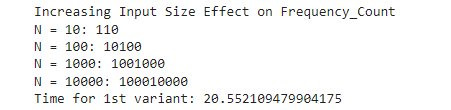 Increasing Input Size Effect on Frequency_Count
N = 10: 110
N = 100: 10100
N = 1000: 1001000
N = 10000: 100010000
Time for 1st variant: 20.552109479904175